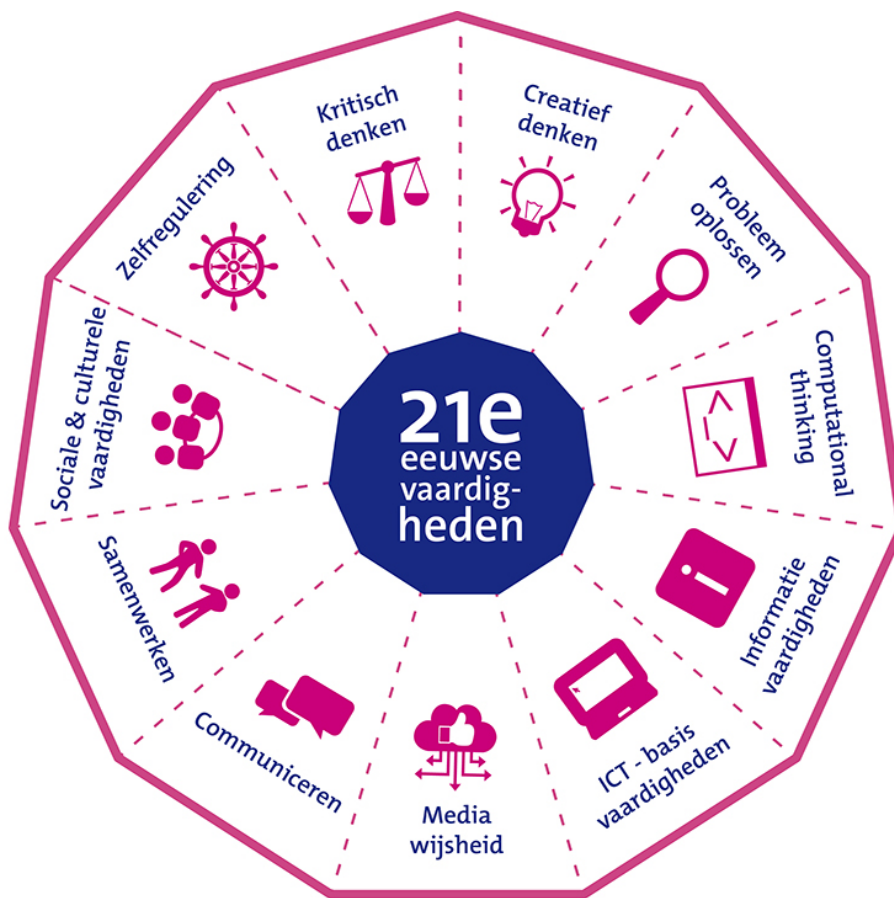 21e
eeuwse
vaardig-
heden
Kritisch
denken
Creatief
denken
Probleem
oplossen
Computational
thinking
Informatie
vaardigheden
ICT - basis
vaardigheden
Media
wijsheid
Communiceren
Samenwerken
Sociale & culturele
vaardigheden
Zelfregulering